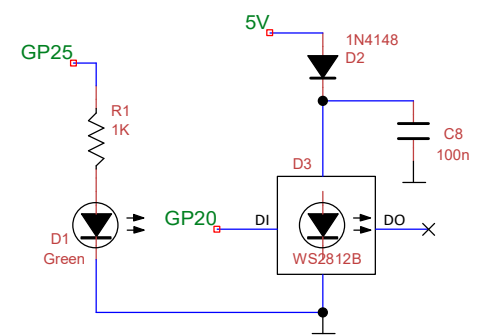 5V
1N4148
D2
GP25
R1
1K
C8
100n
D3
GP20
DI
DO
D1
Green
WS2812B